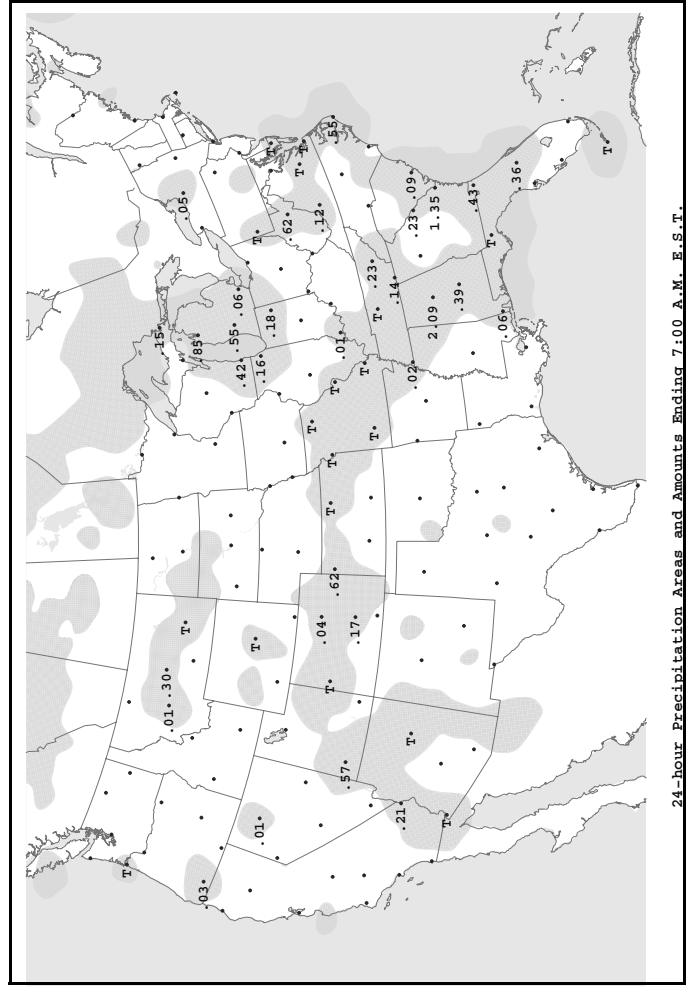 T
.15
.01 .30
.05
T
.85
.03
.55
.06
.42
T
T
.01
.16
.18
T
.62
T
T
T
.04
.12
T
.62
T
T
T
.55
.01
.57
.17
T
T
.23
T
.14
.21
T
.02
.23
.09
2.09
1.35
T
.39
.43
T
.06
.36
T
24-hour Precipitation Areas and Amounts Ending 7:00 A.M. E.S.T.